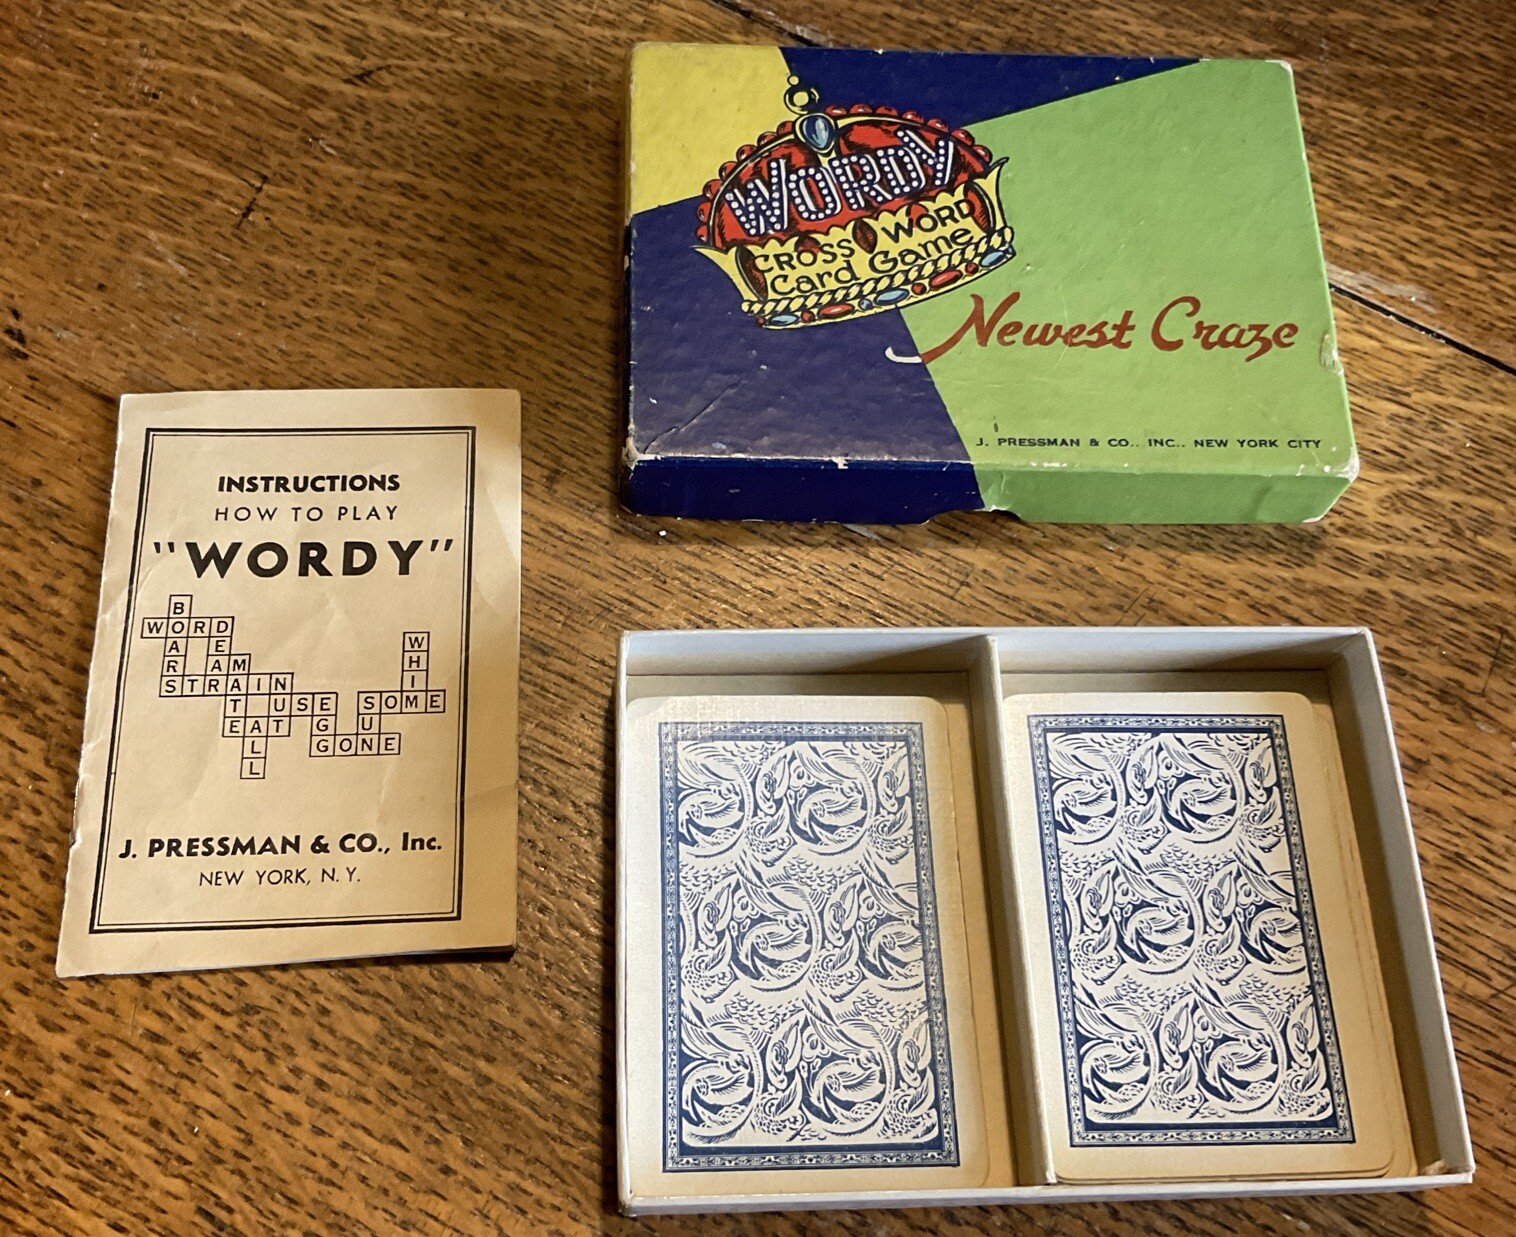 WORDY
CROSS WORD
Card Game
Newest Craze
J. PRESSMAN & CO., INC., NEW YORK CITY
INSTRUCTIONS
HOW TO PLAY
"WORDY"
B
WORD
A E W
R AM H
STRAIN I
T USE SOME
EAT G U
L GONE
L
J. PRESSMAN & CO., Inc.
NEW YORK, N.Y.